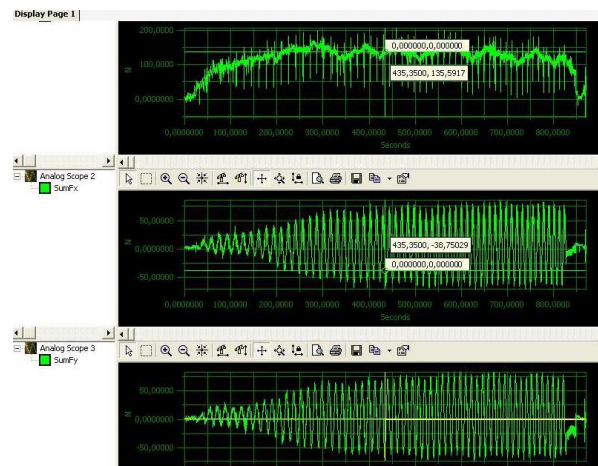 Display Page 1
200,0000
0,000000,0,000000
100,0000
435,3500, 135,5917
N
0,0000000
0,0000000 100,0000 200,0000 300,0000 400,0000 500,0000 600,0000 700,0000 800,0000
Seconds
Analog Scope 2
SumFx
50,00000
435,3500, -38,75029
N
0,0000000
0,000000,0,000000
-50,00000
0,0000000 100,0000 200,0000 300,0000 400,0000 500,0000 600,0000 700,0000 800,0000
Seconds
Analog Scope 3
SumFy
50,00000
N
0,0000000
-50,00000